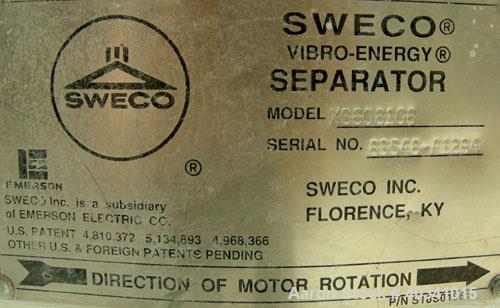 SWECO®
VIBRO-ENERGY®
SEPARATOR
SWECO
®
MODEL
SERIAL NO.
EMERSON
SWECO Inc. is a subsidiary
of EMERSON ELECTRIC CO.
SWECO INC.
FLORENCE, KY
U.S. PATENT 4,810,372 5,134,893 4,968,366
OTHER U.S. & FOREIGN PATENTS PENDING
DIRECTION OF MOTOR ROTATION
P/N